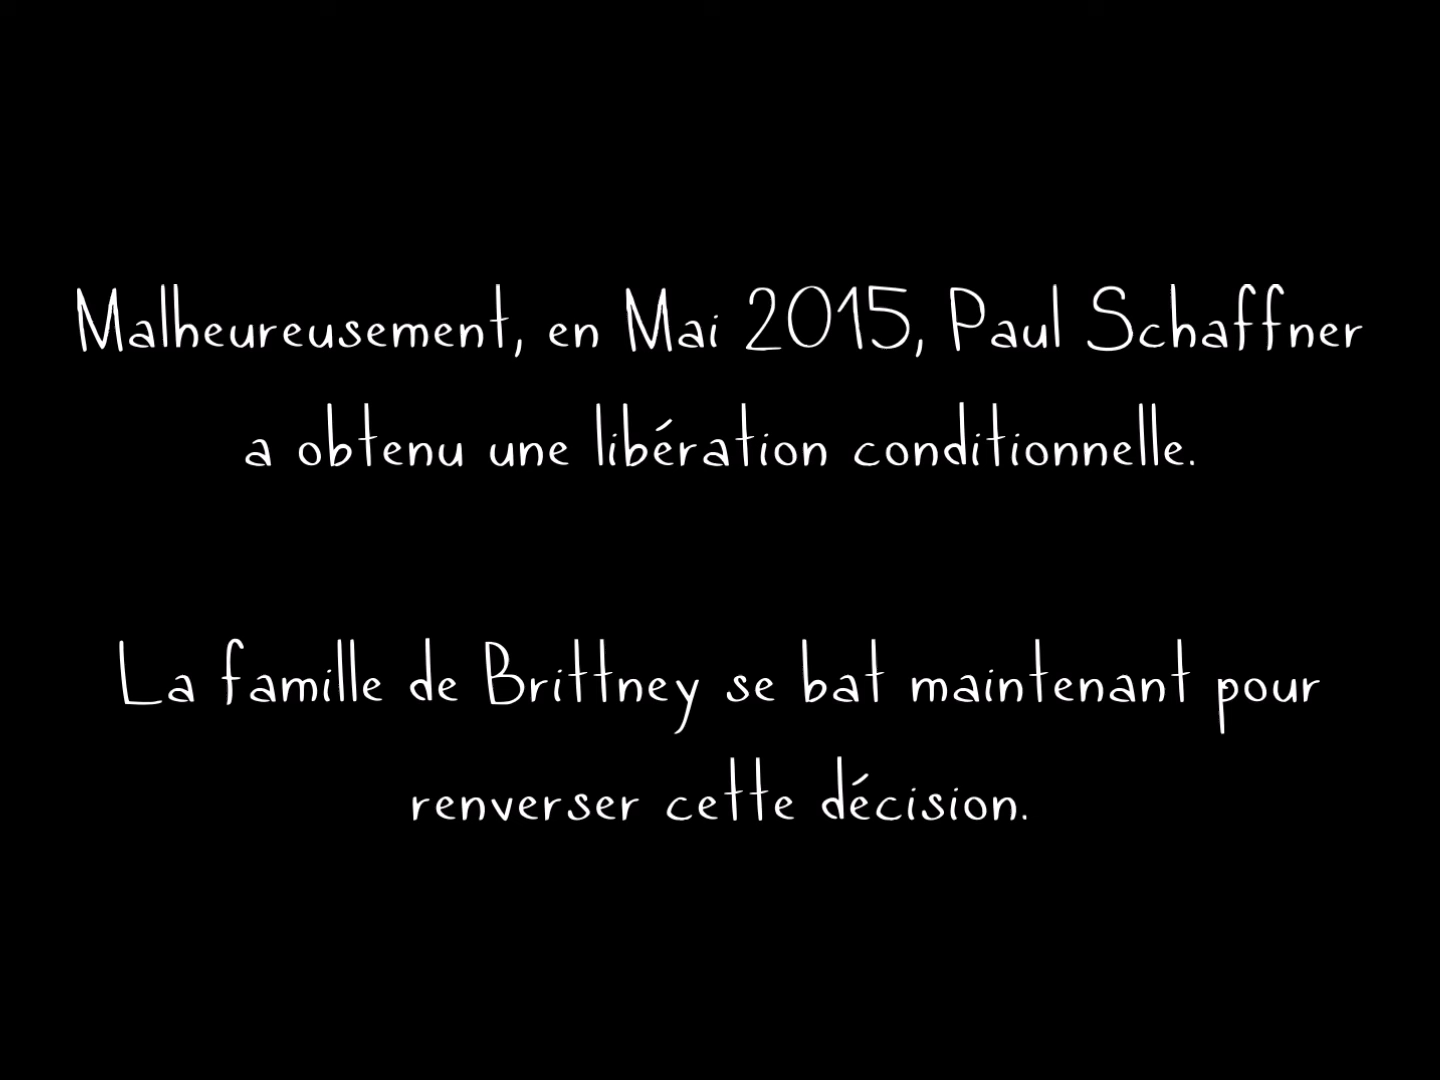 Malheureusement, en Mai 2015, Paul Schaffner
a obtenu une libération conditionnelle.
La famille de Brittney se bat maintenant pour
renverser cette décision.